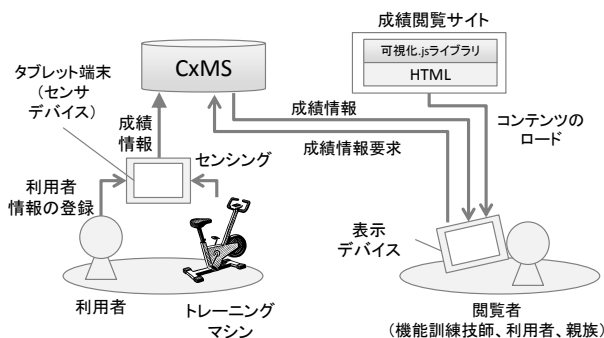 成績閲覧サイト
可視化.jsライブラリ
HTML
CxMS
タブレット端末
(センサ
デバイス)
成績
情報
成績情報
成績情報要求
コンテンツの
ロード
センシング
利用者
情報の登録
表示
デバイス
利用者
トレーニング
マシン
閲覧者
(機能訓練技師、利用者、親族)